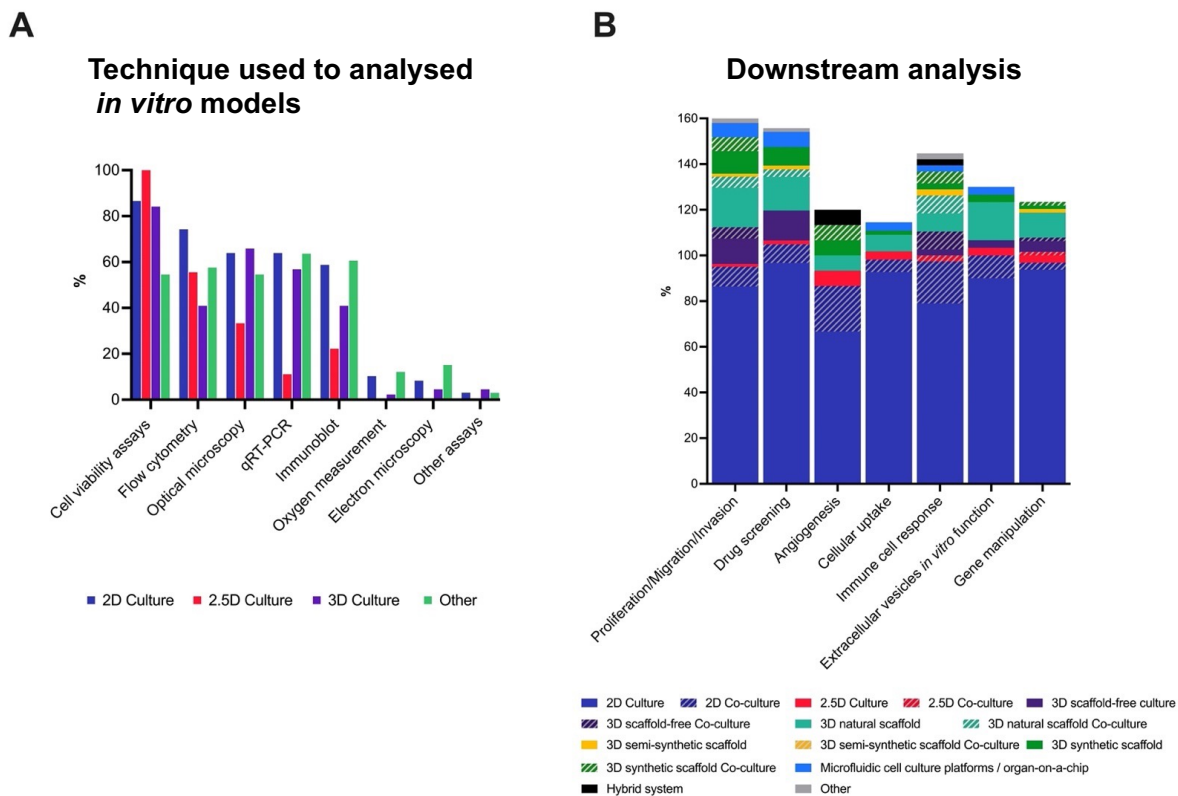 A
Technique used to analysed
in vitro models
100
80
60
40
20
0
%
Cell viability assays
Flow cytometry
Optical microscopy
qRT-PCR
Immunoblot
Oxygen measurement
Electron microscopy
Other assays
2D Culture 2.5D Culture 3D Culture Other
B
Downstream analysis
160
140
120
100
80
60
40
20
0
%
Proliferation/Migration/Invasion
Drug screening
Angiogenesis
Cellular uptake
Immune cell response
Extracellular vesicles in vitro function
Gene manipulation
2D Culture 2D Co-culture 2.5D Culture 2.5D Co-culture 3D scaffold-free culture
3D scaffold-free Co-culture 3D natural scaffold 3D natural scaffold Co-culture
3D semi-synthetic scaffold 3D semi-synthetic scaffold Co-culture 3D synthetic scaffold
3D synthetic scaffold Co-culture Microfluidic cell culture platforms / organ-on-a-chip
Hybrid system Other